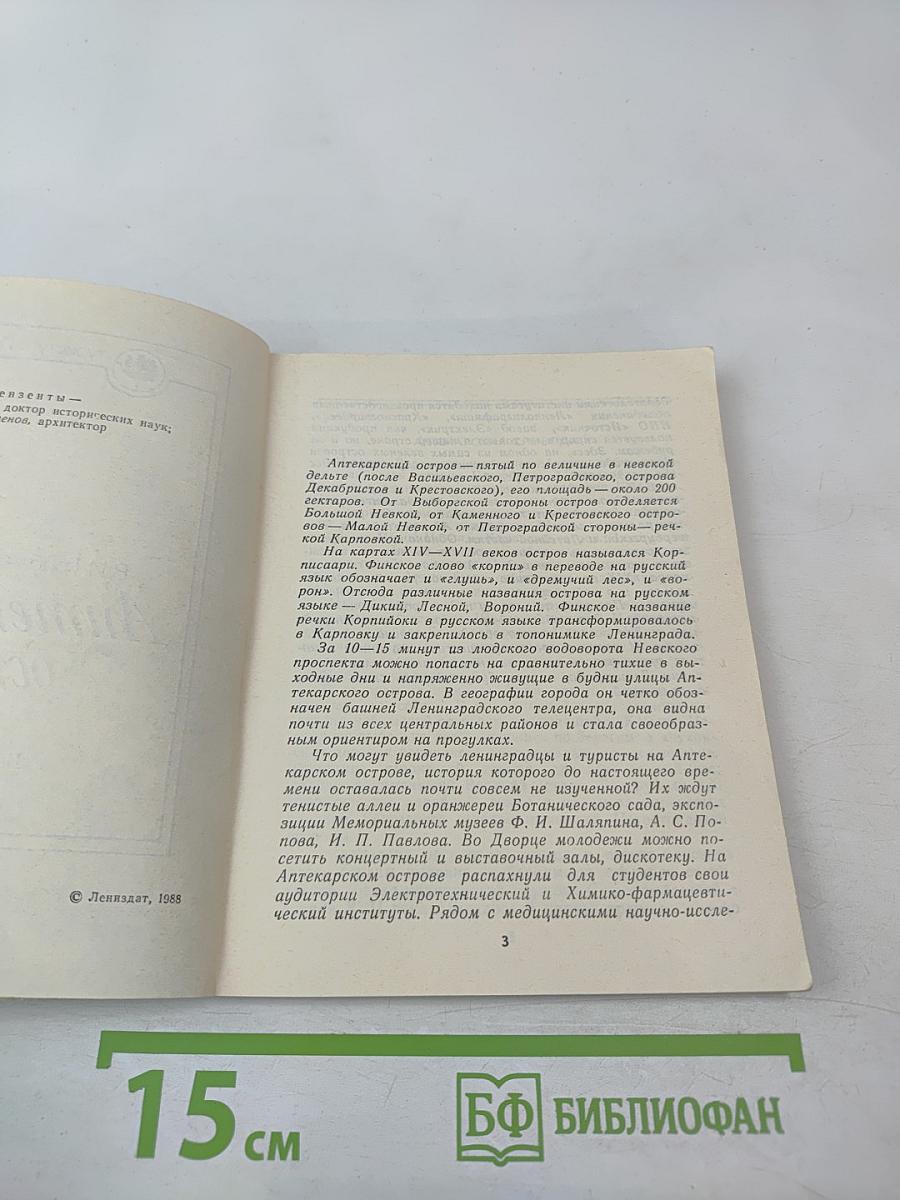 ензенты —
доктор исторических наук;
енов, архитектор
© Лениздат, 1988
Аптекарский остров — пятый по величине в невской
дельте (после Васильевского, Петроградского, острова
Декабристов и Крестовского), его площадь — около 200
гектаров. От Выборгской стороны остров отделяется
Большой Невкой, от Каменного и Крестовского остро-
вов — Малой Невкой, от Петроградской стороны — реч-
кой Карповкой.
На картах XIV—XVII веков остров назывался Кор-
писаари. Финское слово «корпи» в переводе на русский
язык обозначает и «глушь», и «дремучий лес», и «во-
рон». Отсюда различные названия острова на русском
языке — Дикий, Лесной, Вороний. Финское название
речки Корпийоки в русском языке трансформировалось
в Карповку и закрепилось в топонимике Ленинграда.
За 10—15 минут из людского водоворота Невского
проспекта можно попасть на сравнительно тихие в вы-
ходные дни и напряженно живущие в будни улицы Ап-
текарского острова. В географии города он четко обоз-
начен башней Ленинградского телецентра, она видна
почти из всех центральных районов и стала своеобраз-
ным ориентиром на прогулках.
Что могут увидеть ленинградцы и туристы на Апте-
карском острове, история которого до настоящего вре-
мени оставалась почти совсем не изученной? Их ждут
тенистые аллеи и оранжереи Ботанического сада, экспо-
зиции Мемориальных музеев Ф. И. Шаляпина, А. С. По-
пова, И. П. Павлова. Во Дворце молодежи можно по-
сетить концертный и выставочный залы, дискотеку. На
Аптекарском острове распахнули для студентов свои
аудитории Электротехнический и Химико-фармацевти-
ческий институты. Рядом с медицинскими научно-иссле-
3
15 см
БФ БИБЛИОФАН